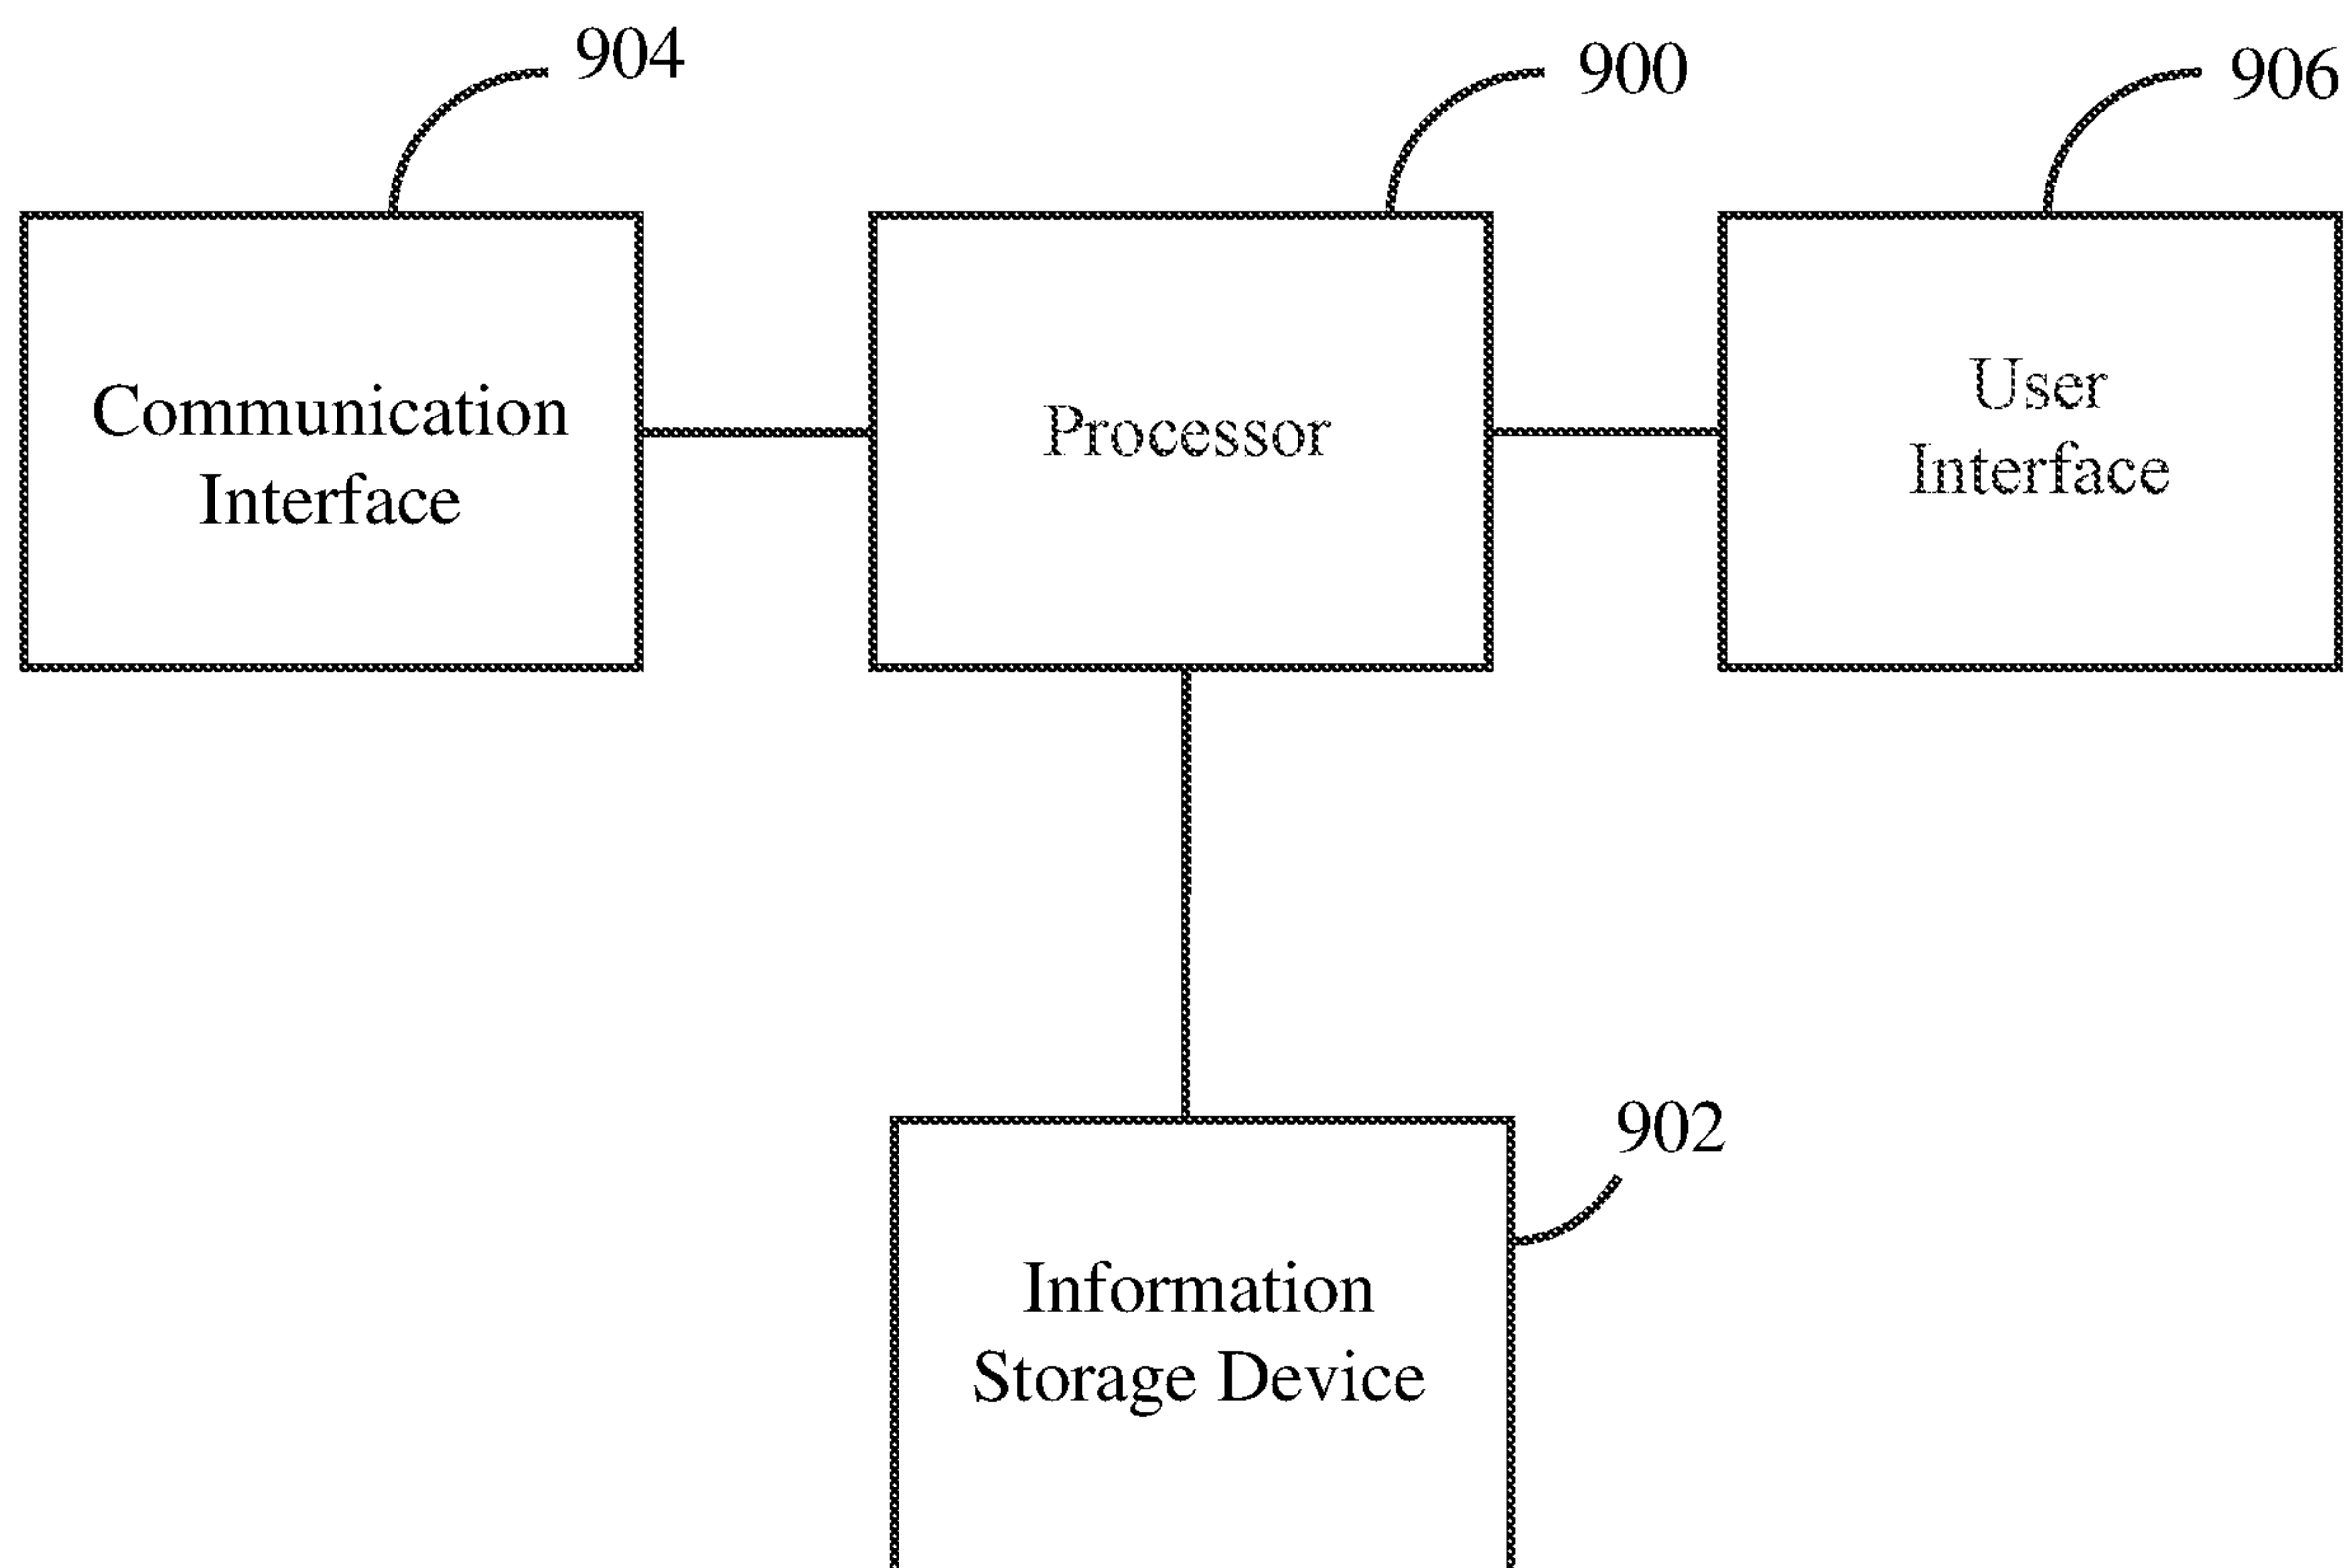 904
900
906
Communication
Interface
Processor
User
Interface
902
Information
Storage Device